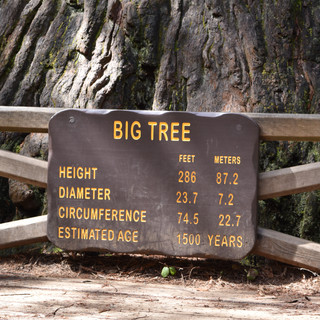 BIG TREE
FEET METERS
HEIGHT 286 87.2
DIAMETER 23.7 7.2
CIRCUMFERENCE 74.5 22.7
ESTIMATED AGE 1500 YEARS